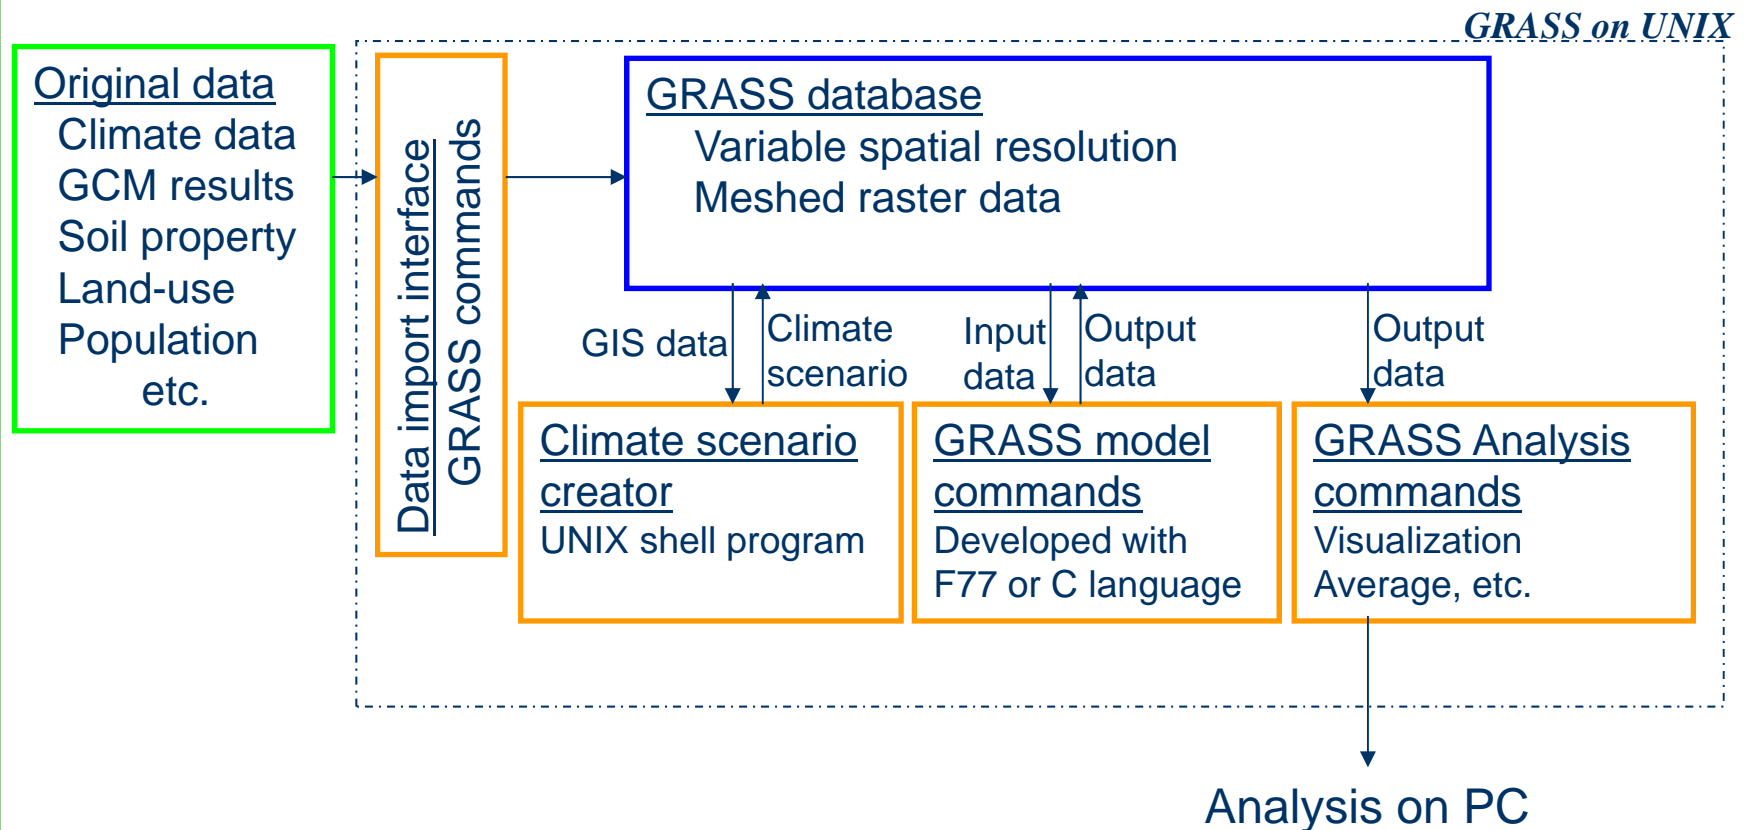 GRASS on UNIX
Original data
Climate data
GCM results
Soil property
Land-use
Population
etc.
Data import interface
GRASS commands
GRASS database
Variable spatial resolution
Meshed raster data
GIS data
Climate
scenario
Input
data
Output
data
Output
data
Climate scenario
creator
UNIX shell program
GRASS model
commands
Developed with
F77 or C language
GRASS Analysis
commands
Visualization
Average, etc.
Analysis on PC